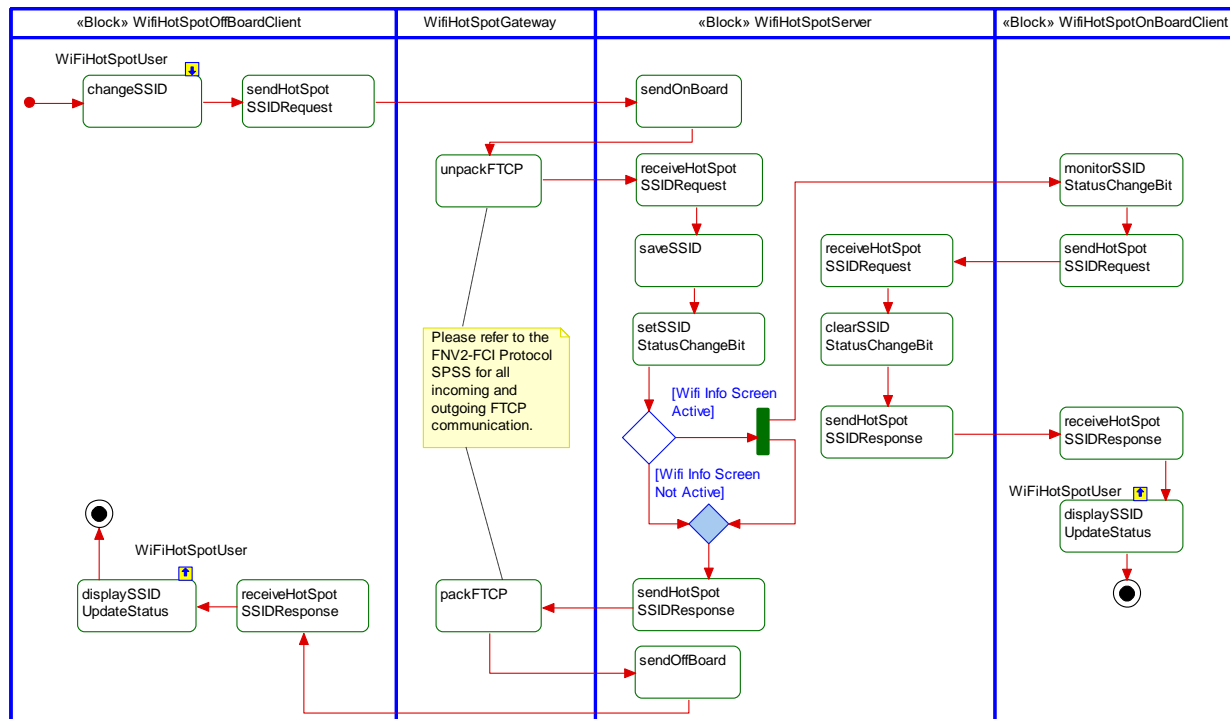 «Block» WifiHotSpotOffBoardClient
WifiHotSpotGateway
«Block» WifiHotSpotServer
«Block» WifiHotSpotOnBoardClient
WiFiHotSpotUser
changeSSID
sendHotSpot
SSIDRequest
sendOnBoard
unpackFTCP
receiveHotSpot
SSIDRequest
monitorSSID
StatusChangeBit
saveSSID
receiveHotSpot
SSIDRequest
sendHotSpot
SSIDRequest
setSSID
StatusChangeBit
clearSSID
StatusChangeBit
Please refer to the
FNV2-FCI Protocol
SPSS for all
incoming and
outgoing FTCP
communication.
[Wifi Info Screen
Active]
sendHotSpot
SSIDResponse
receiveHotSpot
SSIDResponse
[Wifi Info Screen
Not Active]
WiFiHotSpotUser
displaySSID
UpdateStatus
WiFiHotSpotUser
displaySSID
UpdateStatus
receiveHotSpot
SSIDResponse
packFTCP
sendHotSpot
SSIDResponse
sendOffBoard